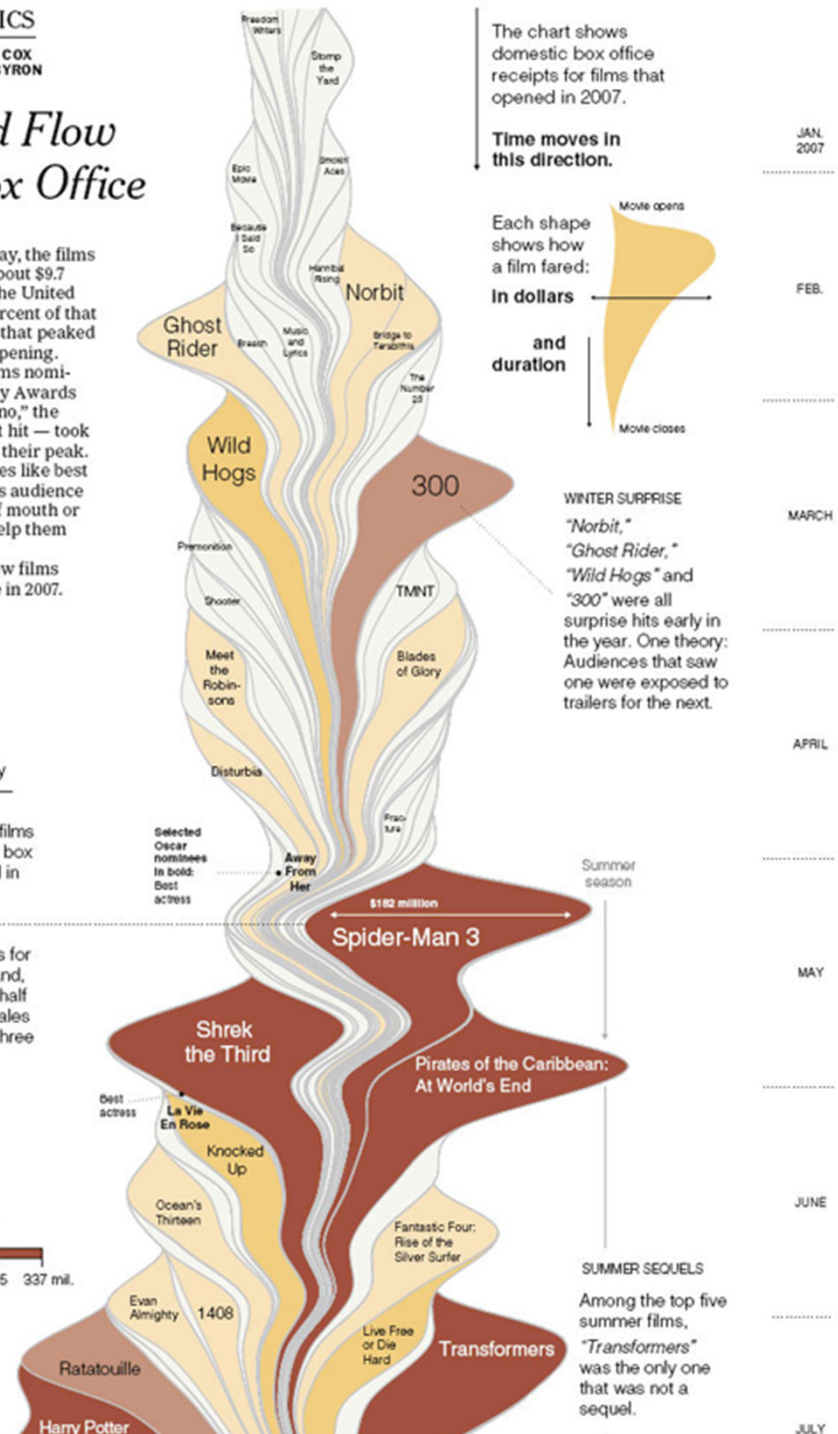 ICS
COX
BYRON
d Flow
ox Office
ay, the films
bout $9.7
he United
rcent of that
that peaked
pening.
ms nomi-
y Awards
no,” the
t hit — took
their peak.
es like best
s audience
f mouth or
elp them
w films
e in 2007.
y
films
box
d in
s for
nd,
half
ales
hree
5 337 mil.
The chart shows
domestic box office
receipts for films that
opened in 2007.
Time moves in
this direction.
Each shape
shows how
a film fared:
in dollars
and
duration
Movie opens
Movie closes
JAN.
2007
FEB.
MARCH
APRIL
MAY
JUNE
JULY
Freedom
Writers
Stomp
the
Yard
Epic
Movie
Smokin'
Aces
Because
I Said
So
Hannibal
Rising
Norbit
Ghost
Rider
Breach
Music
and
Lyrics
Bridge to
Terabithia
The
Number
23
Wild
Hogs
300
WINTER SURPRISE
“Norbit,”
“Ghost Rider,”
“Wild Hogs” and
“300” were all
surprise hits early in
the year. One theory:
Audiences that saw
one were exposed to
trailers for the next.
Premonition
TMNT
Shooter
Meet
the
Robin-
sons
Blades
of Glory
Disturbia
Frac-
ture
Selected
Oscar
nominees
in bold:
Best
actress
Away
From
Her
Summer
season
$182 million
Spider-Man 3
Shrek
the Third
Pirates of the Caribbean:
At World's End
Best
actress
La Vie
En Rose
Knocked
Up
Ocean's
Thirteen
Fantastic Four:
Rise of the
Silver Surfer
Evan
Almighty
1408
Live Free
or Die
Hard
Transformers
Ratatouille
Harry Potter
SUMMER SEQUELS
Among the top five
summer films,
“Transformers”
was the only one
that was not a
sequel.